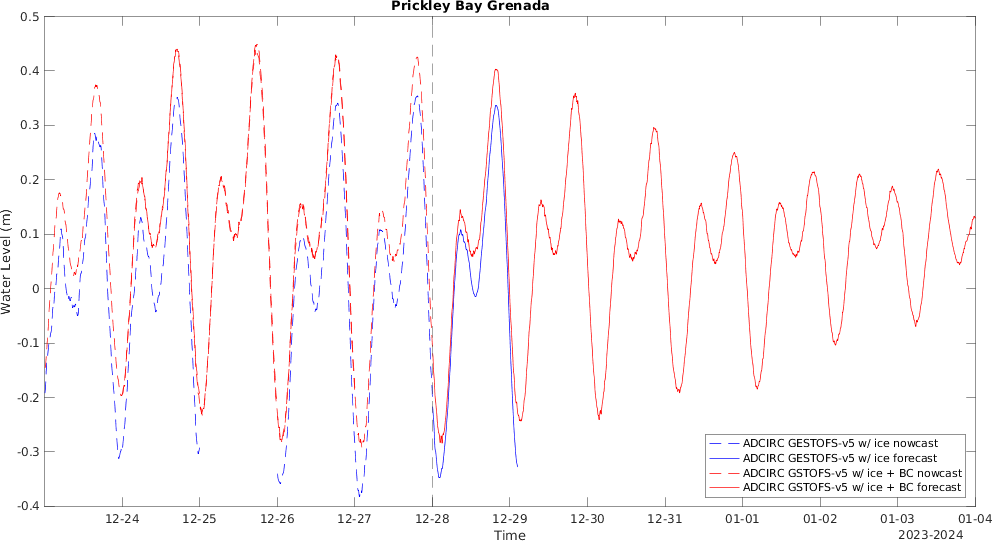 Prickley Bay Grenada
0.5
0.4
0.3
0.2
0.1
0
-0.1
-0.2
-0.3
-0.4
Water Level (m)
ADCIRC GESTOFS-v5 w/ ice nowcast
ADCIRC GESTOFS-v5 w/ ice forecast
ADCIRC GSTOFS-v5 w/ ice + BC nowcast
ADCIRC GSTOFS-v5 w/ ice + BC forecast
12-24 12-25 12-26 12-27 12-28 12-29 12-30 12-31 01-01 01-02 01-03 01-04
Time
2023-2024